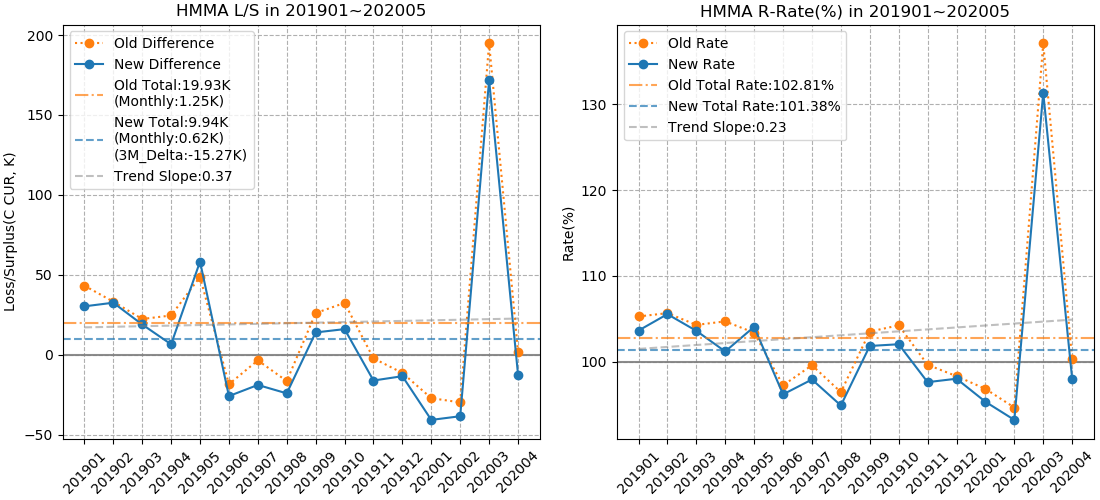 HMMA L/S in 201901~202005
Old Difference
New Difference
Old Total:19.93K
(Monthly:1.25K)
New Total:9.94K
(Monthly:0.62K)
(3M_Delta:-15.27K)
Trend Slope:0.37
Loss/Surplus(C CUR, K)
200
150
100
50
0
−50
201901
201902
201903
201904
201905
201906
201907
201908
201909
201910
201911
201912
202001
202002
202003
202004
HMMA R-Rate(%) in 201901~202005
Old Rate
New Rate
Old Total Rate:102.81%
New Total Rate:101.38%
Trend Slope:0.23
Rate(%)
130
120
110
100
201901
201902
201903
201904
201905
201906
201907
201908
201909
201910
201911
201912
202001
202002
202003
202004